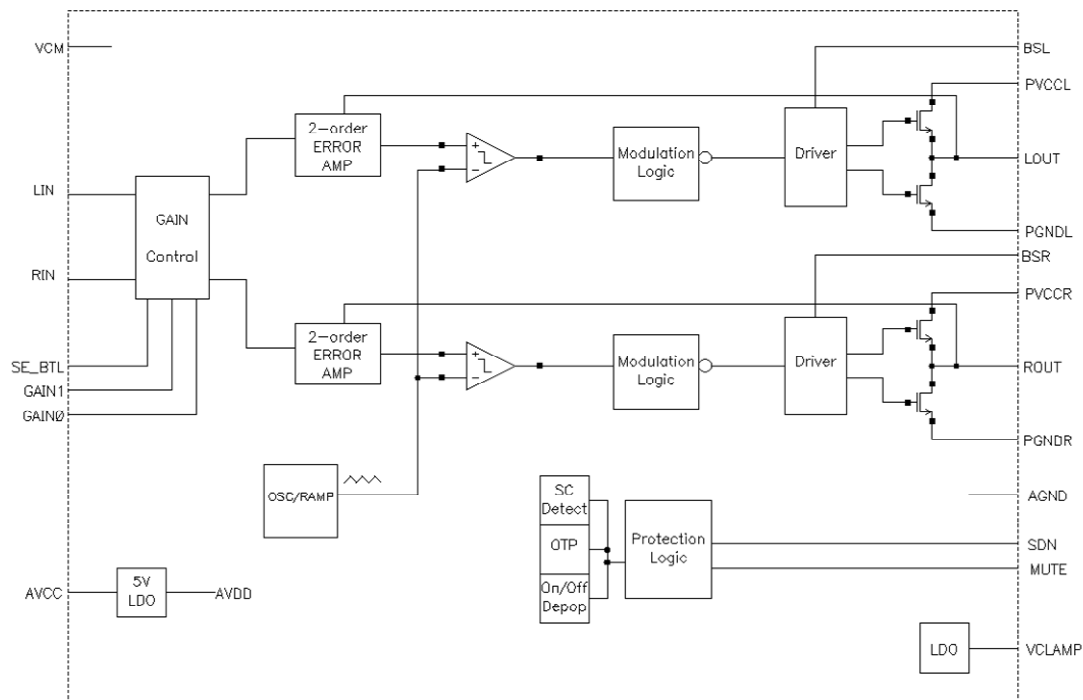 VCM
BSL
PVCCL
2-order
ERROR
AMP
+
-
Modulation
Logic
Driver
LOUT
LIN
GAIN
Control
PGNDL
BSR
RIN
PVCCR
2-order
ERROR
AMP
+
-
Modulation
Logic
Driver
SE_BTL
ROUT
GAIN1
GAIN0
PGNDR
OSC/RAMP
SC
Detect
AGND
OTP
Protection
Logic
SDN
MUTE
On/Off
Depop
AVCC
5V
LDO
AVDD
LDO
VCLAMP